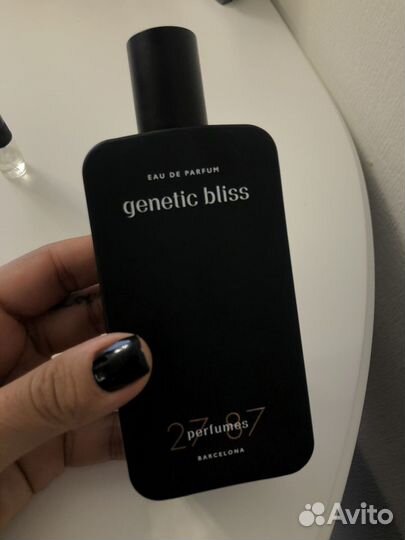 EAU DE PARFUM
genetic bliss
27 87
perfumes
BARCELONA
Avito